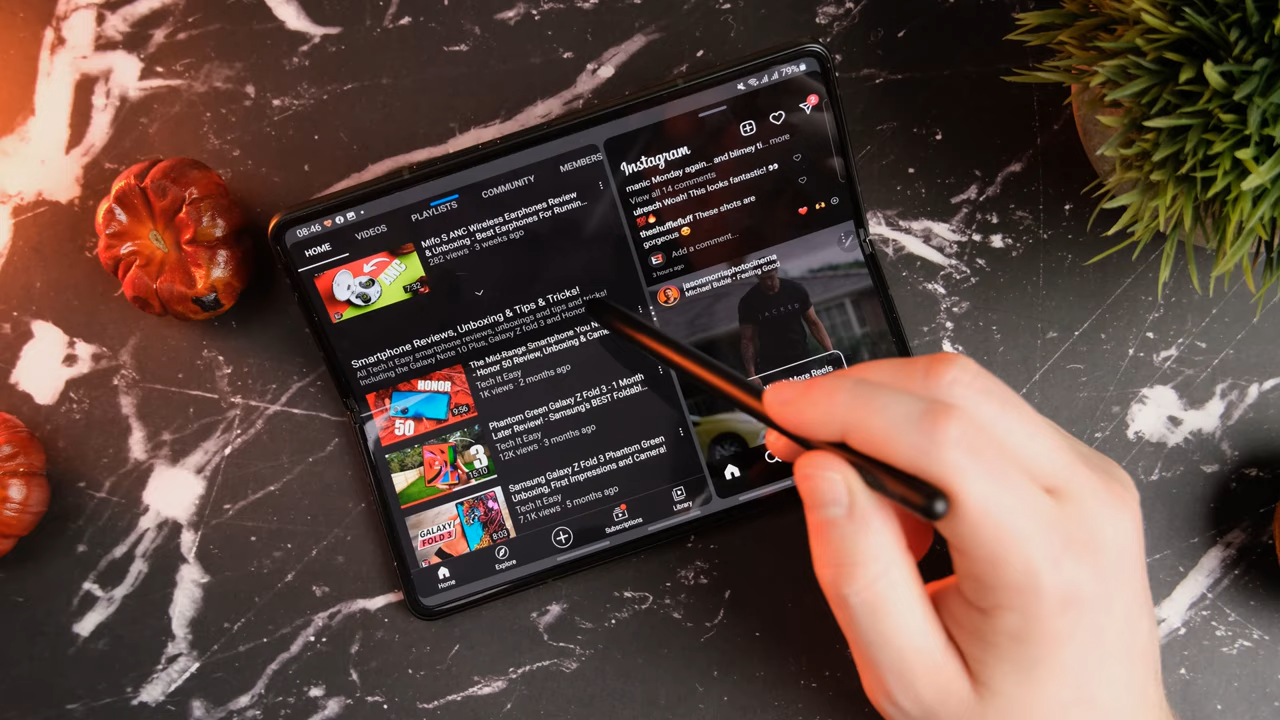 08:46
HOME
VIDEOS
PLAYLISTS
COMMUNITY
MEMBERS
ANC
7:32
Mifo S ANC Wireless Earphones Review
& Unboxing - Best Earphones For Runnin...
282 views · 3 weeks ago
Smartphone Reviews, Unboxing & Tips & Tricks!
All Tech it Easy smartphone reviews, unboxings and tips and tricks!
Including the Galaxy Note 10 Plus, Galaxy Z fold 3 and Honor
HONOR
50
9:56
The Mid-Range Smartphone You N
- Honor 50 Review, Unboxing & Came
Tech It Easy
1K views · 2 months ago
3
15:10
Phantom Green Galaxy Z Fold 3 - 1 Month
Later Review! - Samsung's BEST Foldabl...
Tech It Easy
12K views · 3 months ago
GALAXY
FOLD 3
8:03
Samsung Galaxy Z Fold 3 Phantom Green
Unboxing, First Impressions and Camera!
Tech It Easy
7.1K views · 5 months ago
Home
Explore
Subscriptions
Library
79%
2
Instagram
manic Monday again... and blimey ti... more
View all 14 comments
ulresch Woah! This looks fantastic! 👀
💯🔥
thehufflefluff These shots are
gorgeous 😍
Add a comment...
3 hours ago
jasonmorrisphotocinema
Michael Bublé • Feeling Good
JACKED
More Reels